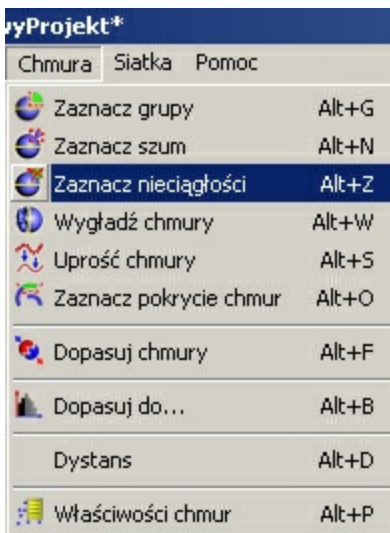 vyProjekt*
Chmura Siatka Pomoc
Zaznacz grupy Alt+G
Zaznacz szum Alt+N
Zaznacz nieciągłości Alt+Z
Wygładź chmury Alt+W
Uprość chmury Alt+S
Zaznacz pokrycie chmur Alt+O
Dopasuj chmury Alt+F
Dopasuj do... Alt+B
Dystans Alt+D
Właściwości chmur Alt+P